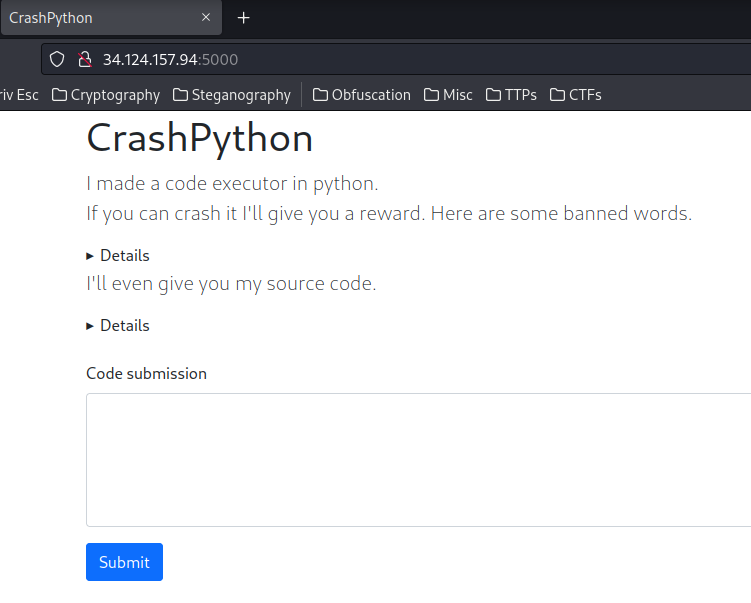 CrashPython × +
34.124.157.94:5000
riv Esc Cryptography Steganography Obfuscation Misc TTPs CTFs
CrashPython
I made a code executor in python.
If you can crash it I'll give you a reward. Here are some banned words.
▸ Details
I'll even give you my source code.
▸ Details
Code submission
Submit